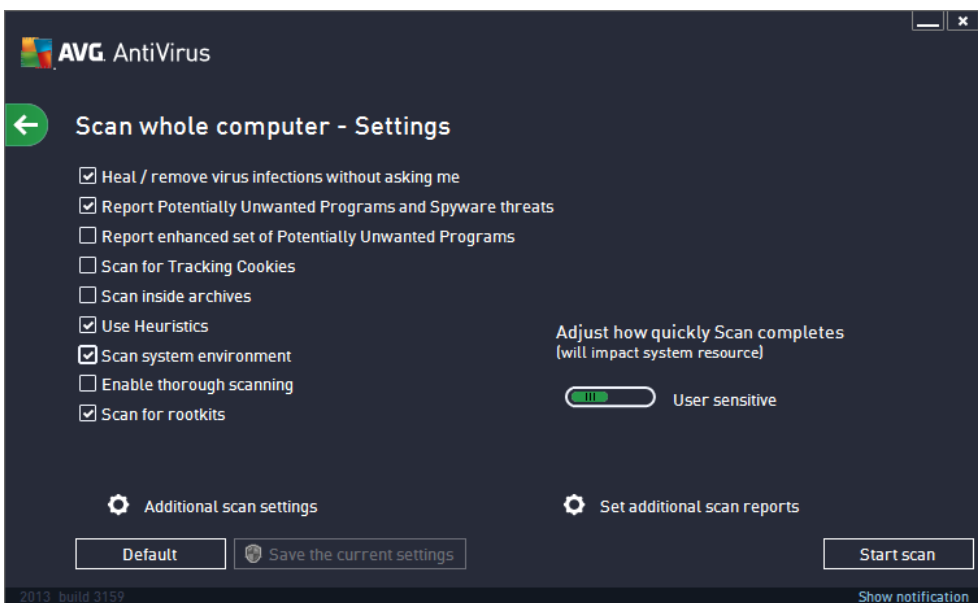 AVG. AntiVirus
Scan whole computer - Settings
Heal / remove virus infections without asking me
Report Potentially Unwanted Programs and Spyware threats
Report enhanced set of Potentially Unwanted Programs
Scan for Tracking Cookies
Scan inside archives
Use Heuristics
Scan system environment
Enable thorough scanning
Scan for rootkits
Adjust how quickly Scan completes
(will impact system resource)
User sensitive
Additional scan settings
Set additional scan reports
Default
Save the current settings
Start scan
2013 build 3159
Show notification